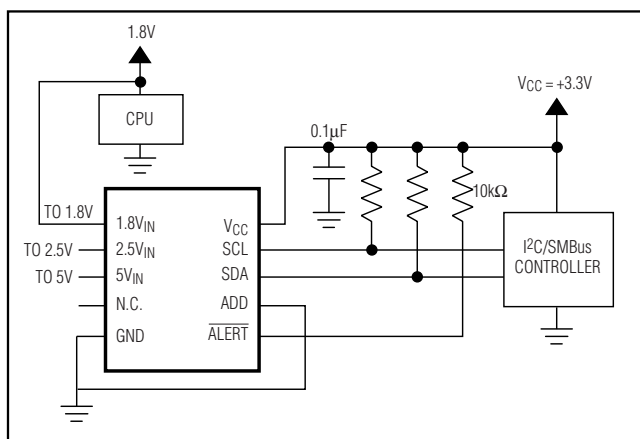 1.8V
CPU
VCC = +3.3V
0.1µF
10kΩ
TO 1.8V
TO 2.5V
TO 5V
1.8VIN
2.5VIN
5VIN
N.C.
GND
VCC
SCL
SDA
ADD
ALERT
I2C/SMBus
CONTROLLER